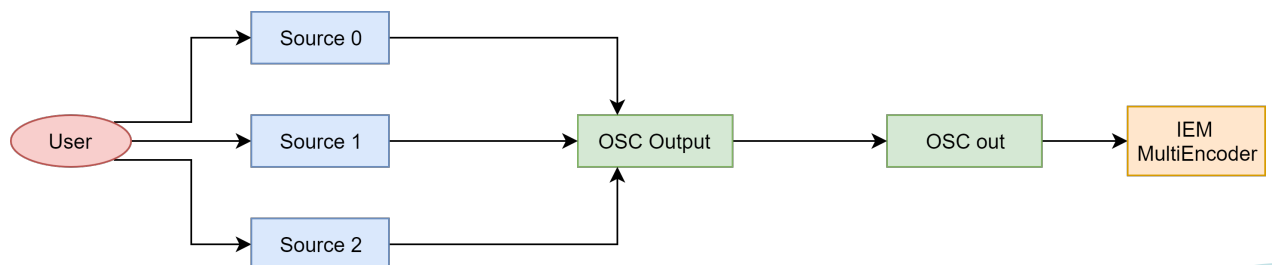 Source 0
User
Source 1
OSC Output
OSC out
IEM
MultiEncoder
Source 2